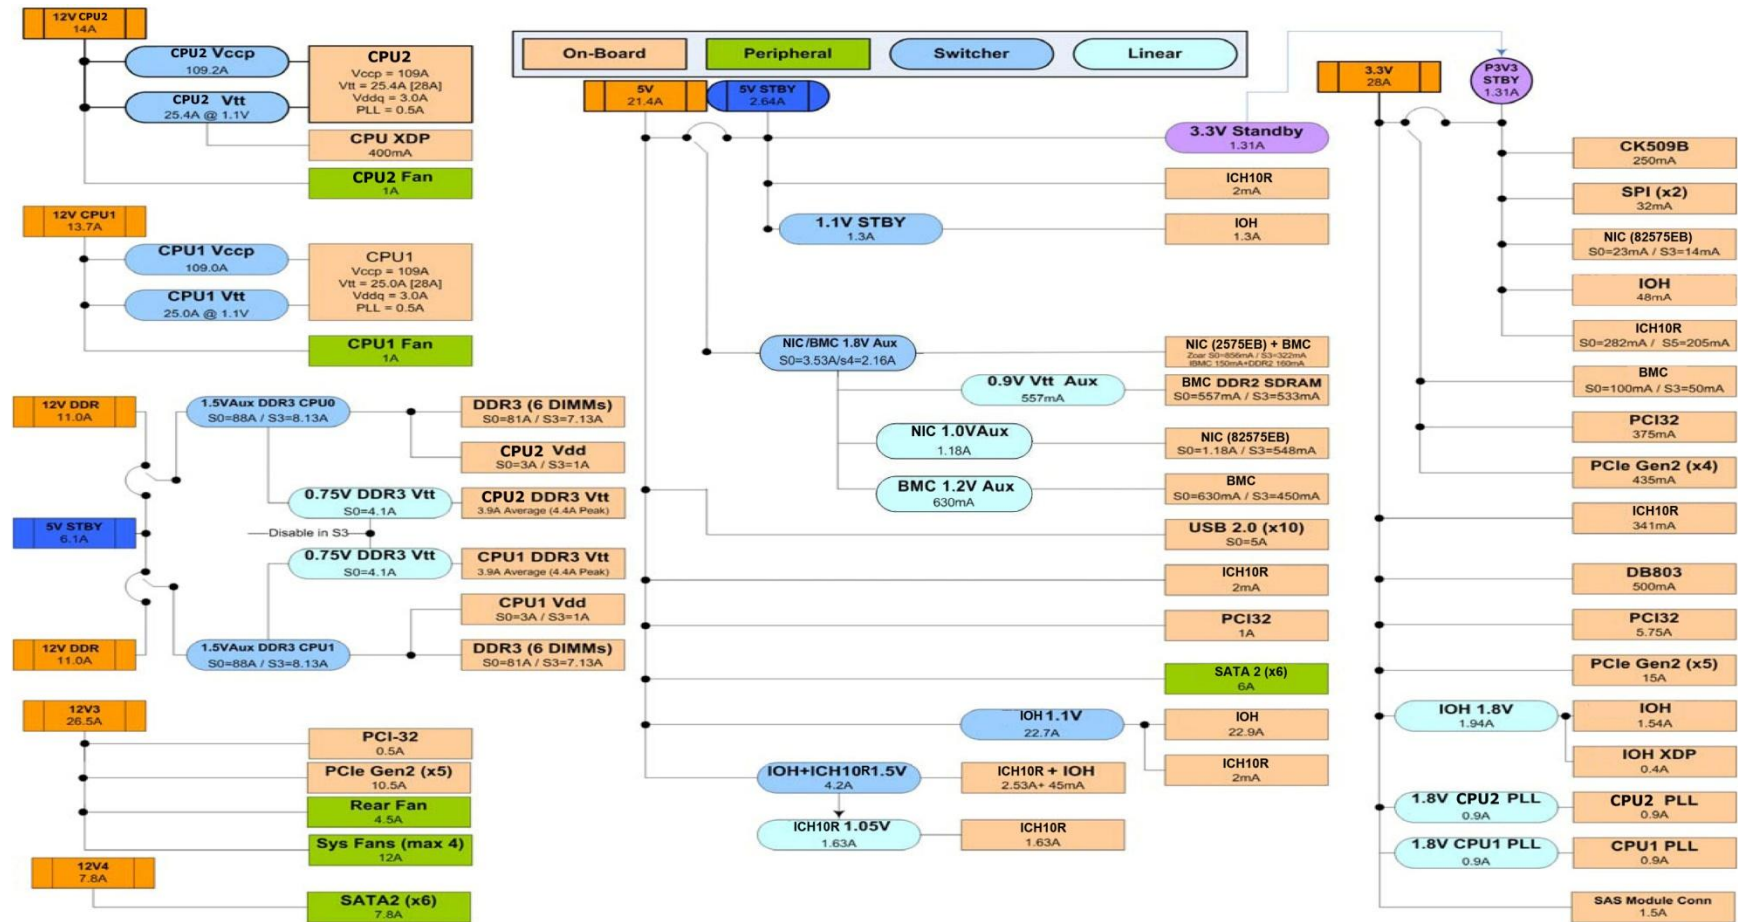 12V CPU2
14A
CPU2 Vccp
109.2A
CPU2 Vtt
25.4A @ 1.1V
CPU2
Vccp = 109A
Vtt = 25.4A [28A]
Vddq = 3.0A
PLL = 0.5A
CPU XDP
400mA
CPU2 Fan
1A
12V CPU1
13.7A
CPU1 Vccp
109.0A
CPU1 Vtt
25.0A @ 1.1V
CPU1
Vccp = 109A
Vtt = 25.0A [28A]
Vddq = 3.0A
PLL = 0.5A
CPU1 Fan
1A
12V DDR
11.0A
1.5VAux DDR3 CPU0
S0=88A / S3=8.13A
DDR3 (6 DIMMs)
S0=81A / S3=7.13A
CPU2 Vdd
S0=3A / S3=1A
0.75V DDR3 Vtt
S0=4.1A
CPU2 DDR3 Vtt
3.9A Average (4.4A Peak)
5V STBY
6.1A
Disable in S3
0.75V DDR3 Vtt
S0=4.1A
CPU1 DDR3 Vtt
3.9A Average (4.4A Peak)
CPU1 Vdd
S0=3A / S3=1A
12V DDR
11.0A
1.5VAux DDR3 CPU1
S0=88A / S3=8.13A
DDR3 (6 DIMMs)
S0=81A / S3=7.13A
12V3
26.5A
PCI-32
0.5A
PCIe Gen2 (x5)
10.5A
Rear Fan
4.5A
Sys Fans (max 4)
12A
12V4
7.8A
SATA2 (x6)
7.8A
On-Board
Peripheral
Switcher
Linear
5V
21.4A
5V STBY
2.64A
3.3V Standby
1.31A
ICH10R
2mA
1.1V STBY
1.3A
IOH
1.3A
NIC/BMC 1.8V Aux
S0=3.53A/s4=2.16A
NIC (2575EB) + BMC
Zoar S0=856mA / S3=322mA
IBMC 150mA+DDR2 160mA
0.9V Vtt Aux
557mA
BMC DDR2 SDRAM
S0=557mA / S3=533mA
NIC 1.0VAux
1.18A
NIC (82575EB)
S0=1.18A / S3=548mA
BMC 1.2V Aux
630mA
BMC
S0=630mA / S3=450mA
USB 2.0 (x10)
S0=5A
ICH10R
2mA
PCI32
1A
SATA 2 (x6)
6A
IOH 1.1V
22.7A
IOH
22.9A
ICH10R
2mA
IOH+ICH10R1.5V
4.2A
ICH10R + IOH
2.53A+ 45mA
ICH10R 1.05V
1.63A
ICH10R
1.63A
3.3V
28A
P3V3
STBY
1.31A
CK509B
250mA
SPI (x2)
32mA
NIC (82575EB)
S0=23mA / S3=14mA
IOH
48mA
ICH10R
S0=282mA / S5=205mA
BMC
S0=100mA / S3=50mA
PCI32
375mA
PCIe Gen2 (x4)
435mA
ICH10R
341mA
DB803
500mA
PCI32
5.75A
PCIe Gen2 (x5)
15A
IOH 1.8V
1.94A
IOH
1.54A
IOH XDP
0.4A
1.8V CPU2 PLL
0.9A
CPU2 PLL
0.9A
1.8V CPU1 PLL
0.9A
CPU1 PLL
0.9A
SAS Module Conn
1.5A